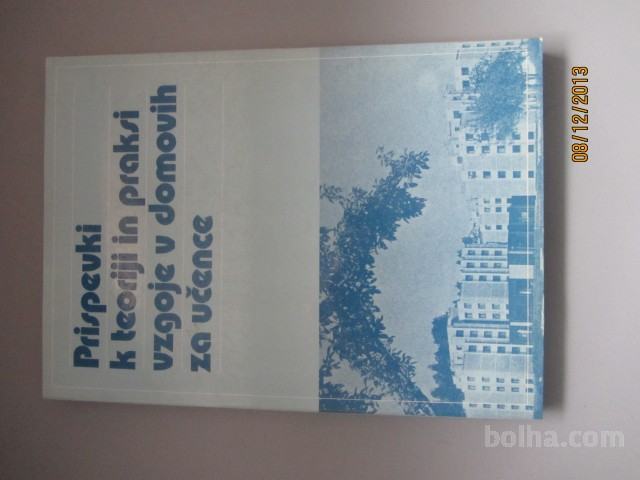 Prispevki
k teoriji in praksi
vzgoje v domovih
za učence
08/12/2013
bolha.com